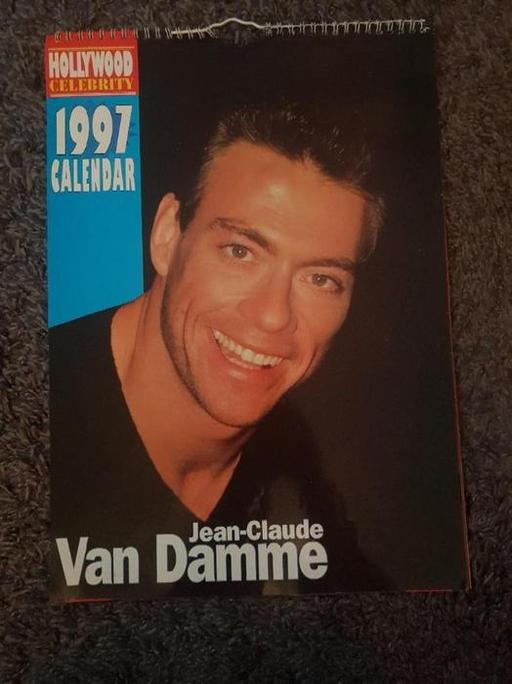 HOLLYWOOD
CELEBRITY
1997
CALENDAR
Jean-Claude
Van Damme